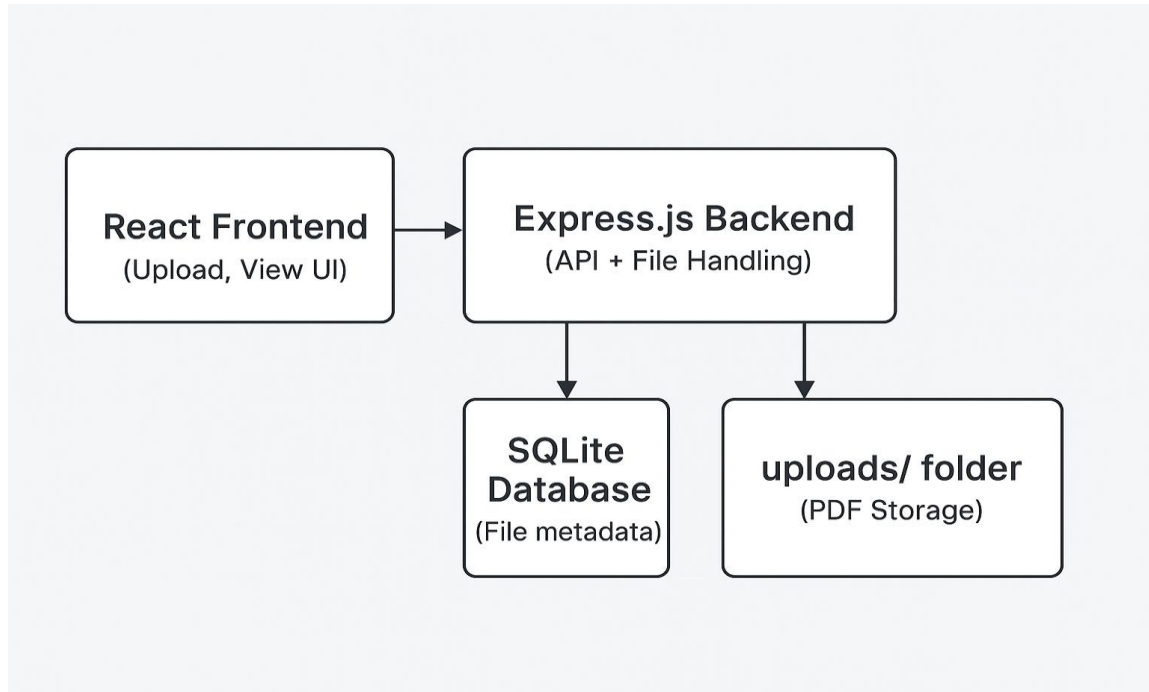 React Frontend
(Upload, View UI)
Express.js Backend
(API + File Handling)
SQLite
Database
(File metadata)
uploads/ folder
(PDF Storage)